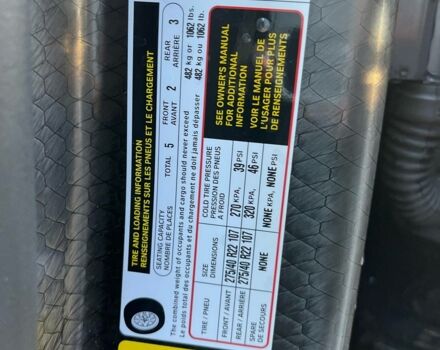 TIRE AND LOADING INFORMATION
RENSEIGNEMENTS SUR LES PNEUS ET LE CHARGEMENT
SEATING CAPACITY
NOMBRE DE PLACES
TOTAL 5
FRONT
AVANT 2
REAR
ARRIÈRE 3
The combined weight of occupants and cargo should never exceed 482 kg or 1062 lbs.
Le poids total des occupants et du chargement ne doit jamais dépasser 482 kg ou 1062 lb.
TIRE / PNEU
SIZE
DIMENSIONS
COLD TIRE PRESSURE
PRESSION DES PNEUS
A FROID
FRONT / AVANT 275/40 R22 107 270 KPA, 39 PSI
REAR / ARRIÈRE 275/40 R22 107 320 KPA, 46 PSI
SPARE
DE SECOURS
NONE NONE KPA, NONE PSI
SEE OWNER'S MANUAL
FOR ADDITIONAL
INFORMATION
VOIR LE MANUEL DE
L'USAGER POUR PLUS
DE RENSEIGNEMENTS